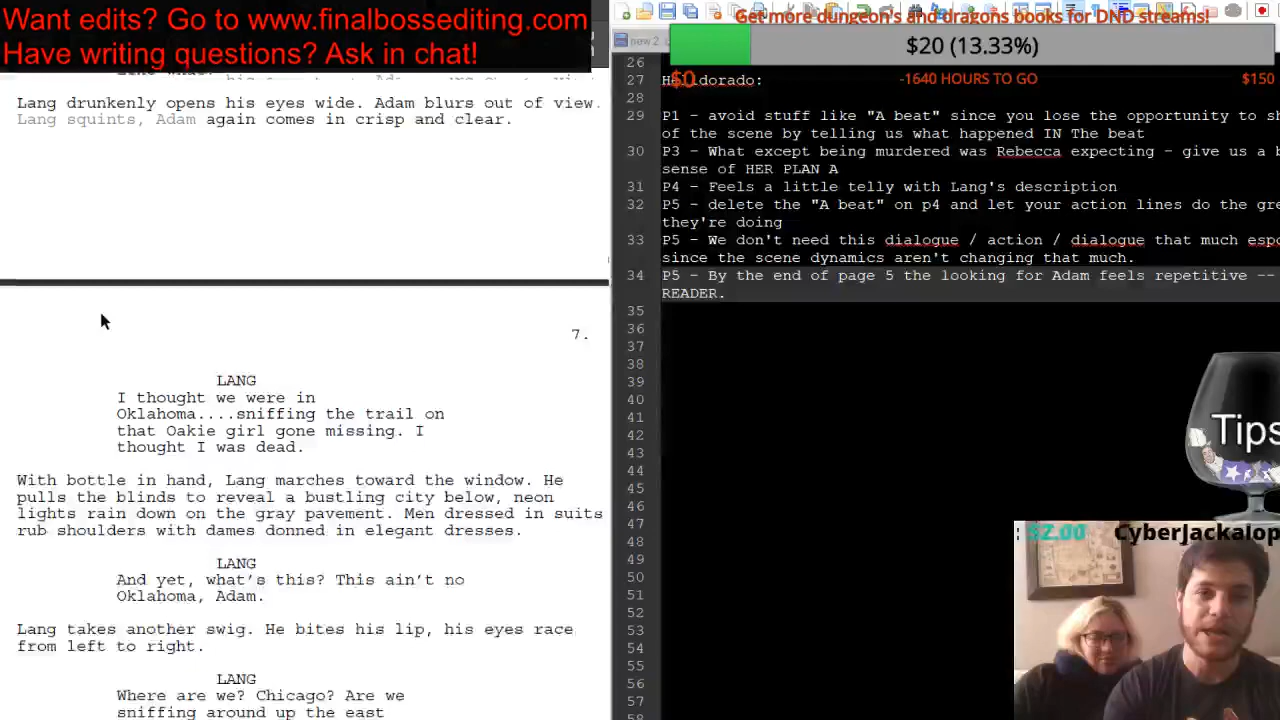 Want edits? Go to www.finalbossediting.com
Have writing questions? Ask in chat!
Lang drunkenly opens his eyes wide. Adam blurs out of view.
Lang squints, Adam again comes in crisp and clear.
7.
LANG
I thought we were in
Oklahoma....sniffing the trail on
that Oakie girl gone missing. I
thought I was dead.
With bottle in hand, Lang marches toward the window. He
pulls the blinds to reveal a bustling city below, neon
lights rain down on the gray pavement. Men dressed in suits
rub shoulders with dames donned in elegant dresses.
LANG
And yet, what's this? This ain't no
Oklahoma, Adam.
Lang takes another swig. He bites his lip, his eyes race
from left to right.
LANG
Where are we? Chicago? Are we
sniffing around up the east
Get more dungeon's and dragons books for DND streams!
new 2
$20 (13.33%)
$0
-1640 HOURS TO GO
$150
26
27
28
29 P1 - avoid stuff like "A beat" since you lose the opportunity to sh
of the scene by telling us what happened IN The beat
30 P3 - What except being murdered was Rebecca expecting - give us a b
sense of HER PLAN A
31 P4 - Feels a little telly with Lang's description
32 P5 - delete the "A beat" on p4 and let your action lines do the gre
they're doing
33 P5 - We don't need this dialogue / action / dialogue that much espe
since the scene dynamics aren't changing that much.
34 P5 - By the end of page 5 the looking for Adam feels repetitive --
READER.
35
36
37
38
39
40
41
42
43
44
45
46
47
48
49
50
51
52
53
54
55
56
57
58
Tips
$2.00 CyberJackalop